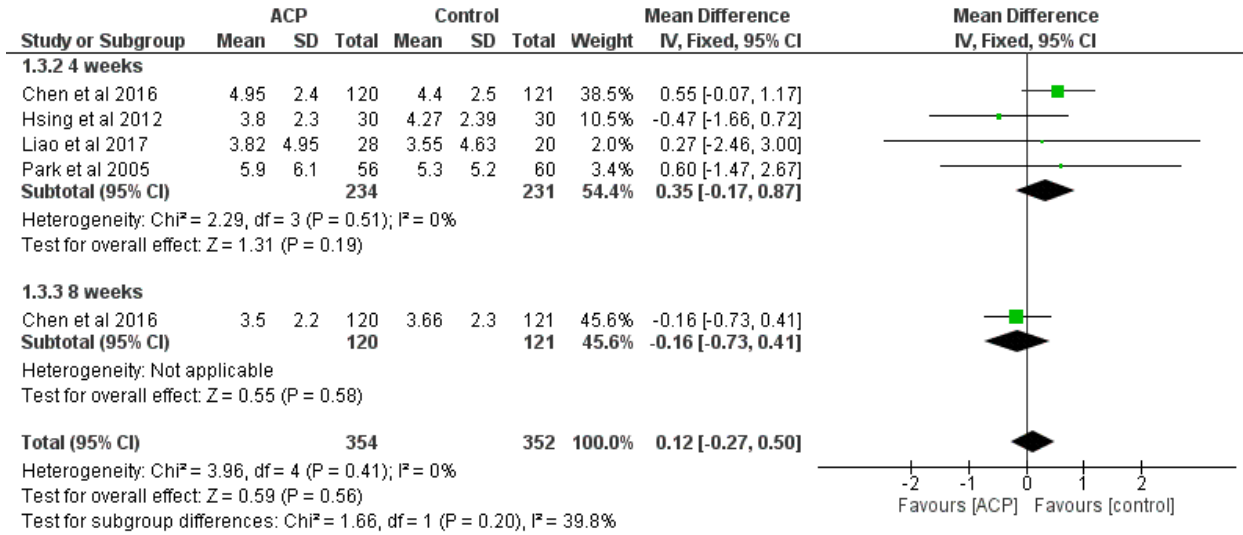 ACP Control Mean Difference Mean Difference
Study or Subgroup Mean SD Total Mean SD Total Weight IV, Fixed, 95% CI IV, Fixed, 95% CI
1.3.2 4 weeks
Chen et al 2016 4.95 2.4 120 4.4 2.5 121 38.5% 0.55 [-0.07, 1.17]
Hsing et al 2012 3.8 2.3 30 4.27 2.39 30 10.5% -0.47 [-1.66, 0.72]
Liao et al 2017 3.82 4.95 28 3.55 4.63 20 2.0% 0.27 [-2.46, 3.00]
Park et al 2005 5.9 6.1 56 5.3 5.2 60 3.4% 0.60 [-1.47, 2.67]
Subtotal (95% CI) 234 231 54.4% 0.35 [-0.17, 0.87]
Heterogeneity: Chi² = 2.29, df = 3 (P = 0.51); I² = 0%
Test for overall effect: Z = 1.31 (P = 0.19)
1.3.3 8 weeks
Chen et al 2016 3.5 2.2 120 3.66 2.3 121 45.6% -0.16 [-0.73, 0.41]
Subtotal (95% CI) 120 121 45.6% -0.16 [-0.73, 0.41]
Heterogeneity: Not applicable
Test for overall effect: Z = 0.55 (P = 0.58)
Total (95% CI) 354 352 100.0% 0.12 [-0.27, 0.50]
Heterogeneity: Chi² = 3.96, df = 4 (P = 0.41); I² = 0%
Test for overall effect: Z = 0.59 (P = 0.56)
Test for subgroup differences: Chi² = 1.66, df = 1 (P = 0.20), I² = 39.8%
-2 -1 0 1 2
Favours [ACP] Favours [control]